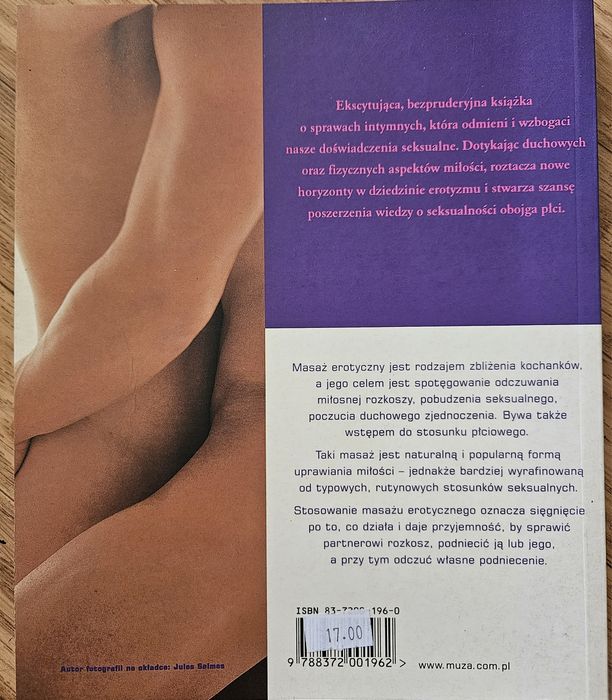 Ekscytująca, bezpruderyjna książka
o sprawach intymnych, która odmieni i wzbogaci
nasze doświadczenia seksualne. Dotykając duchowych
oraz fizycznych aspektów miłości, roztacza nowe
horyzonty w dziedzinie erotyzmu i stwarza szansę
poszerzenia wiedzy o seksualności obojga płci.
Masaż erotyczny jest rodzajem zbliżenia kochanków,
a jego celem jest spotęgowanie odczuwania
miłosnej rozkoszy, pobudzenia seksualnego,
poczucia duchowego zjednoczenia. Bywa także
wstępem do stosunku płciowego.
Taki masaż jest naturalną i popularną formą
uprawiania miłości – jednakże bardziej wyrafinowaną
od typowych, rutynowych stosunków seksualnych.
Stosowanie masażu erotycznego oznacza sięgnięcie
po to, co działa i daje przyjemność, by sprawić
partnerowi rozkosz, podniecić ją lub jego,
a przy tym odczuć własne podniecenie.
ISBN 196-0
17.00
9 788372 001962 >
www.muza.com.pl
Autor fotografii na okładce: Jules Selmes